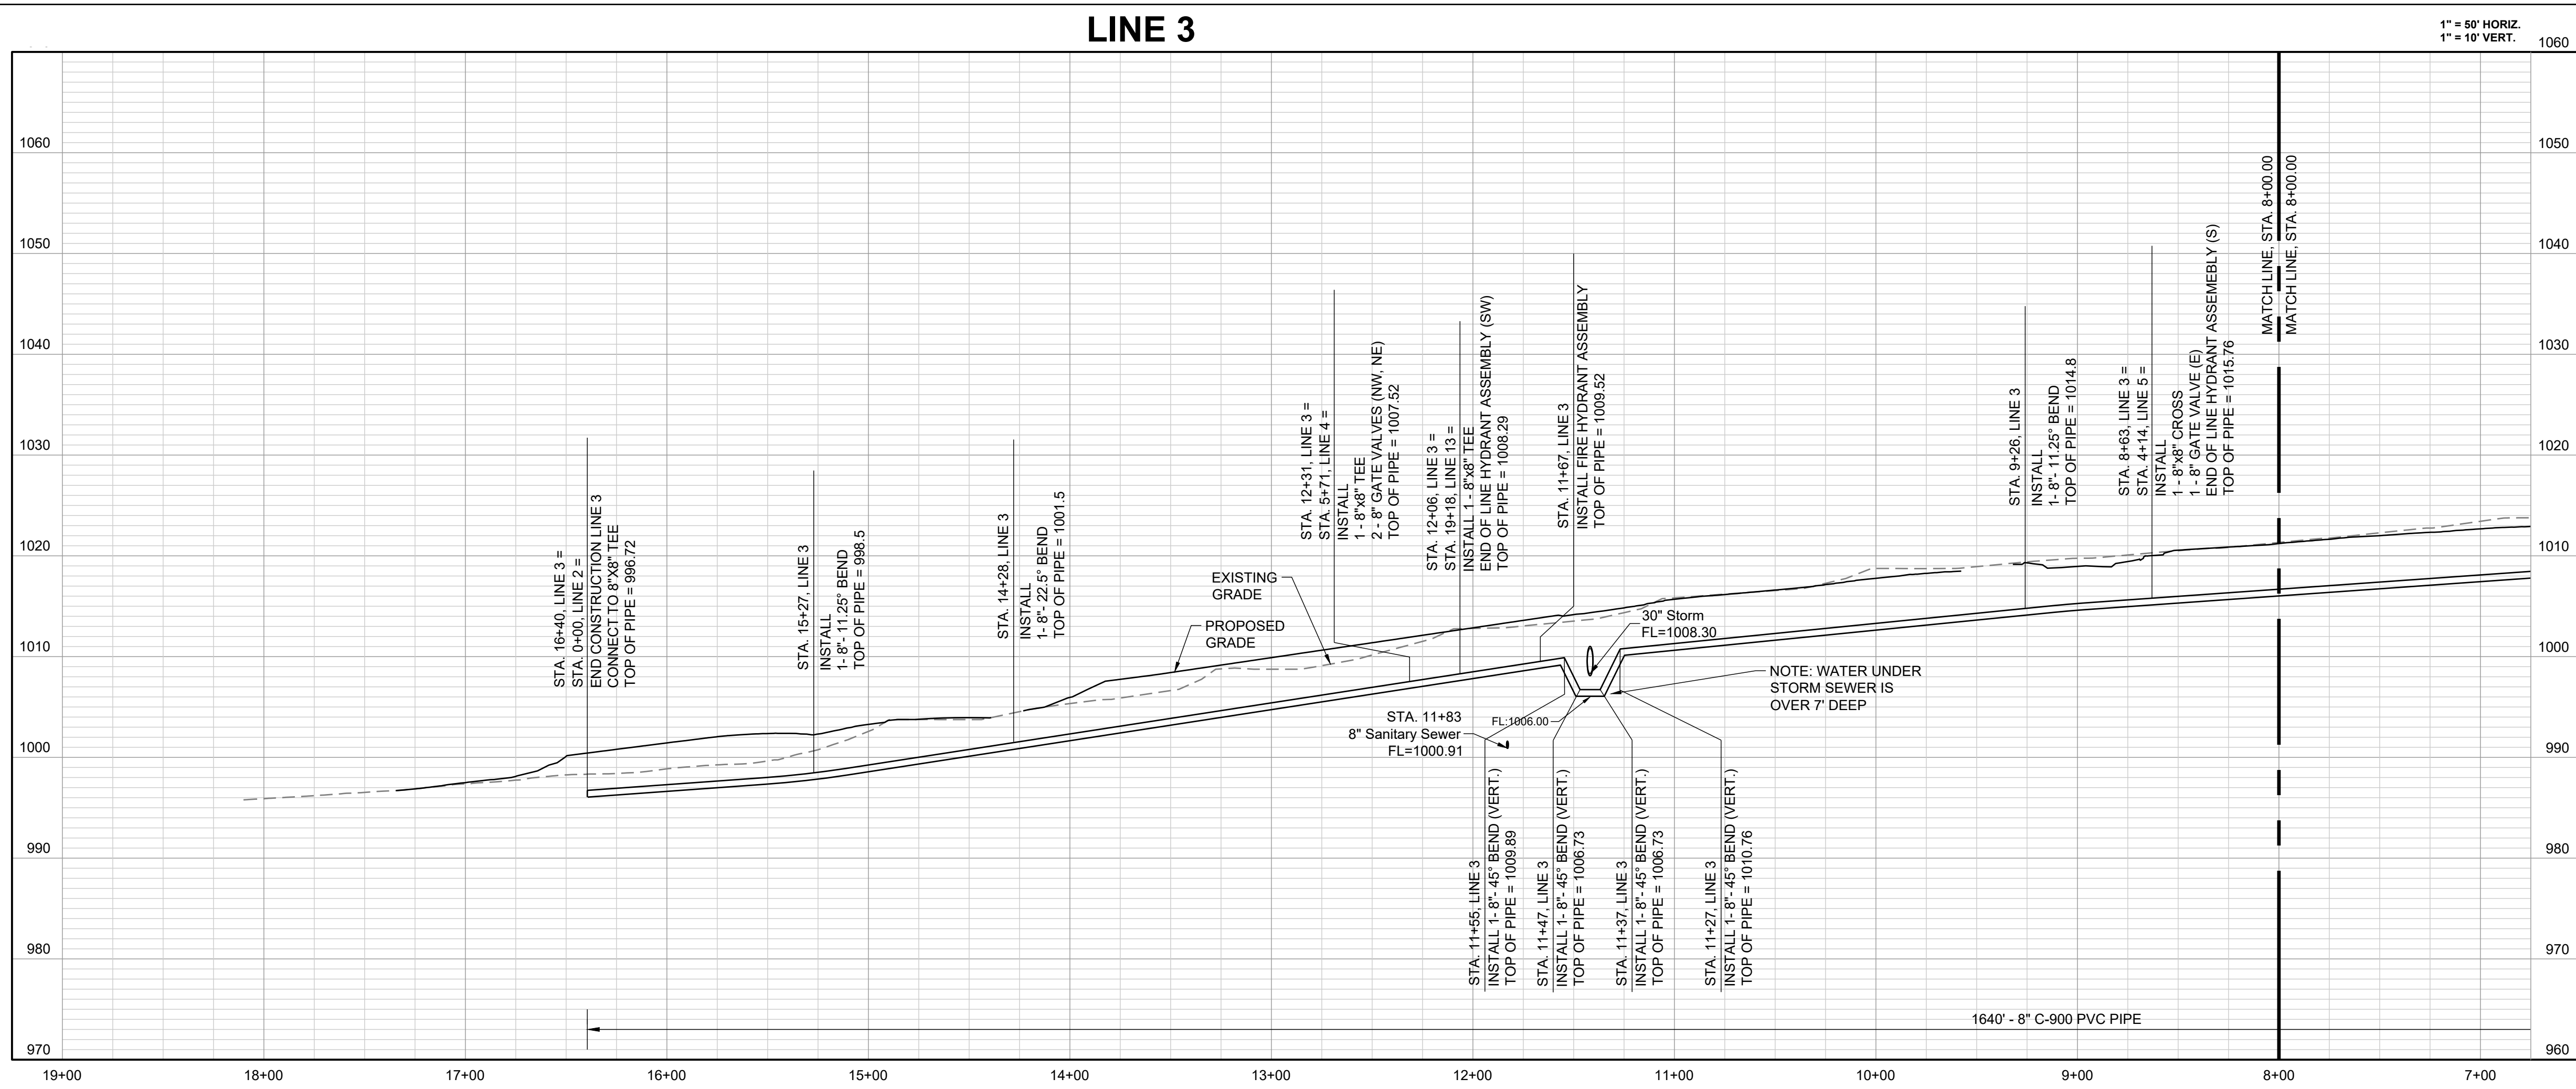 LINE 3
1" = 50' HORIZ.
1" = 10' VERT.
1060
1050
1040
1030
1020
1010
1000
990
980
970
1060
1050
1040
1030
1020
1010
1000
990
980
970
960
STA. 16+40, LINE 3 =
STA. 0+00, LINE 2 =
END CONSTRUCTION LINE 3
CONNECT TO 8"X8" TEE
TOP OF PIPE = 996.72
STA. 15+27, LINE 3
INSTALL
1- 8"- 11.25° BEND
TOP OF PIPE = 998.5
STA. 14+28, LINE 3
INSTALL
1- 8"- 22.5° BEND
TOP OF PIPE = 1001.5
PROPOSED
GRADE
EXISTING
GRADE
STA. 12+31, LINE 3 =
STA. 5+71, LINE 4 =
INSTALL
1 - 8"x8" TEE
2 - 8" GATE VALVES (NW, NE)
TOP OF PIPE = 1007.52
STA. 12+06, LINE 3 =
STA. 19+18, LINE 13 =
INSTALL 1 - 8"x8" TEE
END OF LINE HYDRANT ASSEMBLY (SW)
TOP OF PIPE = 1008.29
STA. 11+67, LINE 3
INSTALL FIRE HYDRANT ASSEMBLY
TOP OF PIPE = 1009.52
30" Storm
FL=1008.30
NOTE: WATER UNDER
STORM SEWER IS
OVER 7' DEEP
STA. 11+83
8" Sanitary Sewer
FL=1000.91
FL:1006.00
STA. 11+55, LINE 3
INSTALL 1- 8"- 45° BEND (VERT.)
TOP OF PIPE = 1009.89
STA. 11+47, LINE 3
INSTALL 1- 8"- 45° BEND (VERT.)
TOP OF PIPE = 1006.73
STA. 11+37, LINE 3
INSTALL 1- 8"- 45° BEND (VERT.)
TOP OF PIPE = 1006.73
STA. 11+27, LINE 3
INSTALL 1- 8"- 45° BEND (VERT.)
TOP OF PIPE = 1010.76
STA. 9+26, LINE 3
INSTALL
1- 8"- 11.25° BEND
TOP OF PIPE = 1014.8
STA. 8+63, LINE 3 =
STA. 4+14, LINE 5 =
INSTALL
1 - 8"x8" CROSS
1 - 8" GATE VALVE (E)
END OF LINE HYDRANT ASSEMEBLY (S)
TOP OF PIPE = 1015.76
MATCH LINE, STA. 8+00.00
MATCH LINE, STA. 8+00.00
1640' - 8" C-900 PVC PIPE
19+00
18+00
17+00
16+00
15+00
14+00
13+00
12+00
11+00
10+00
9+00
8+00
7+00